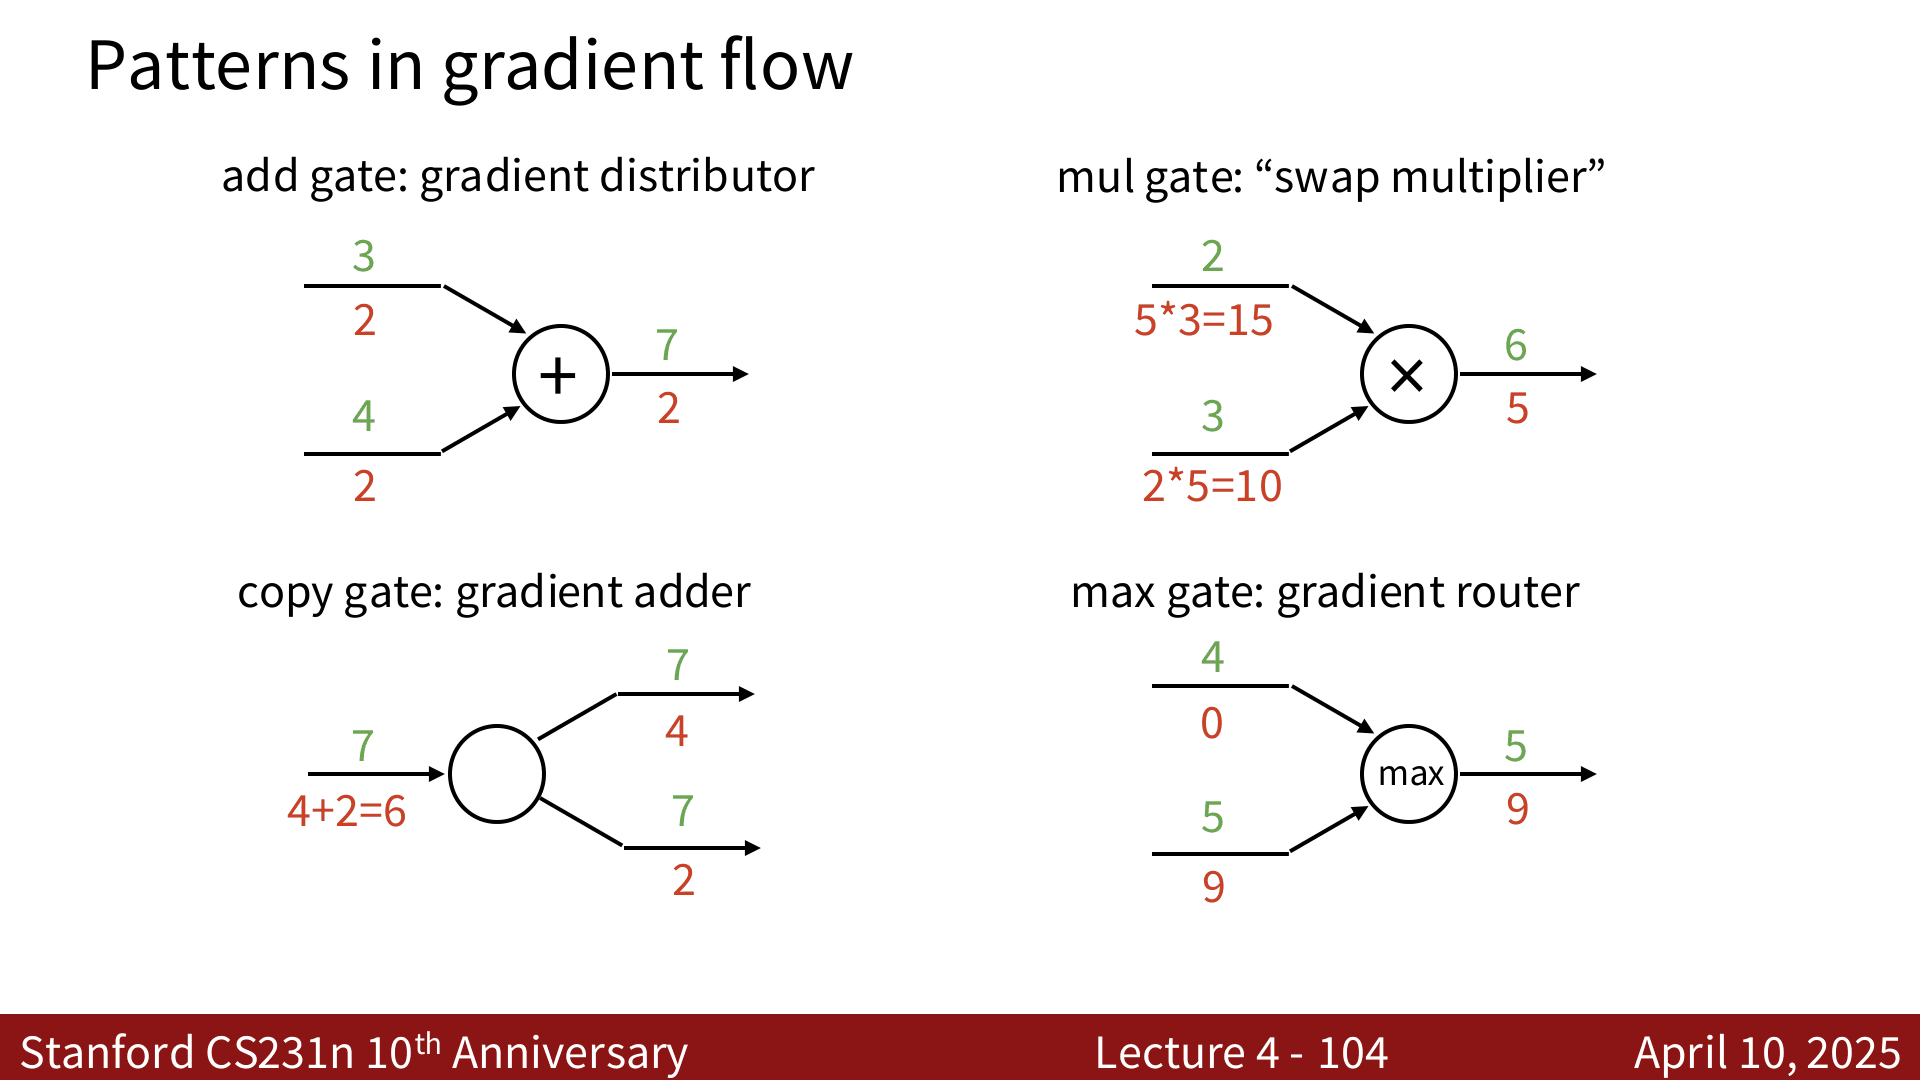 Patterns in gradient flow
add gate: gradient distributor
3
2
+
7
2
4
2
mul gate: “swap multiplier”
2
5*3=15
×
6
5
3
2*5=10
copy gate: gradient adder
7
4
7
4+2=6
7
2
max gate: gradient router
4
0
max
5
9
5
9
Stanford CS231n 10th Anniversary
Lecture 4 - 104
April 10, 2025